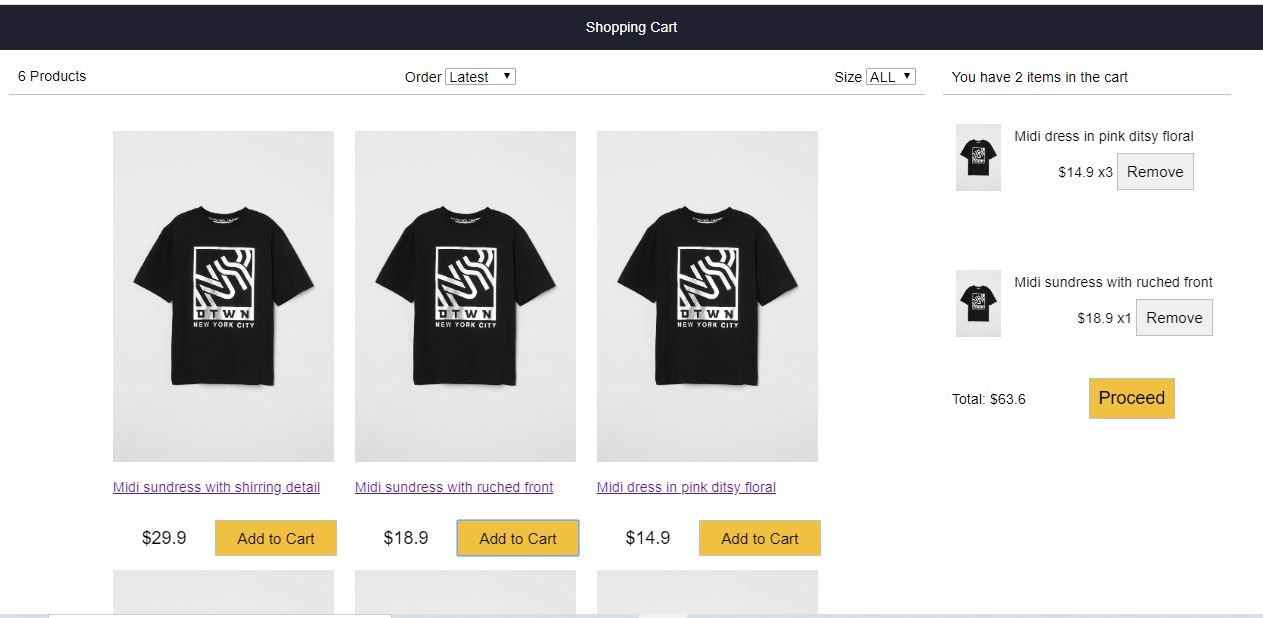 Shopping Cart
6 Products
Order Latest
Size ALL
You have 2 items in the cart
Midi dress in pink ditsy floral
$14.9 x3 Remove
Midi sundress with ruched front
$18.9 x1 Remove
Total: $63.6 Proceed
DTWN
NEW YORK CITY
DTWN
NEW YORK CITY
DTWN
NEW YORK CITY
Midi sundress with shirring detail
Midi sundress with ruched front
Midi dress in pink ditsy floral
$29.9 Add to Cart
$18.9 Add to Cart
$14.9 Add to Cart